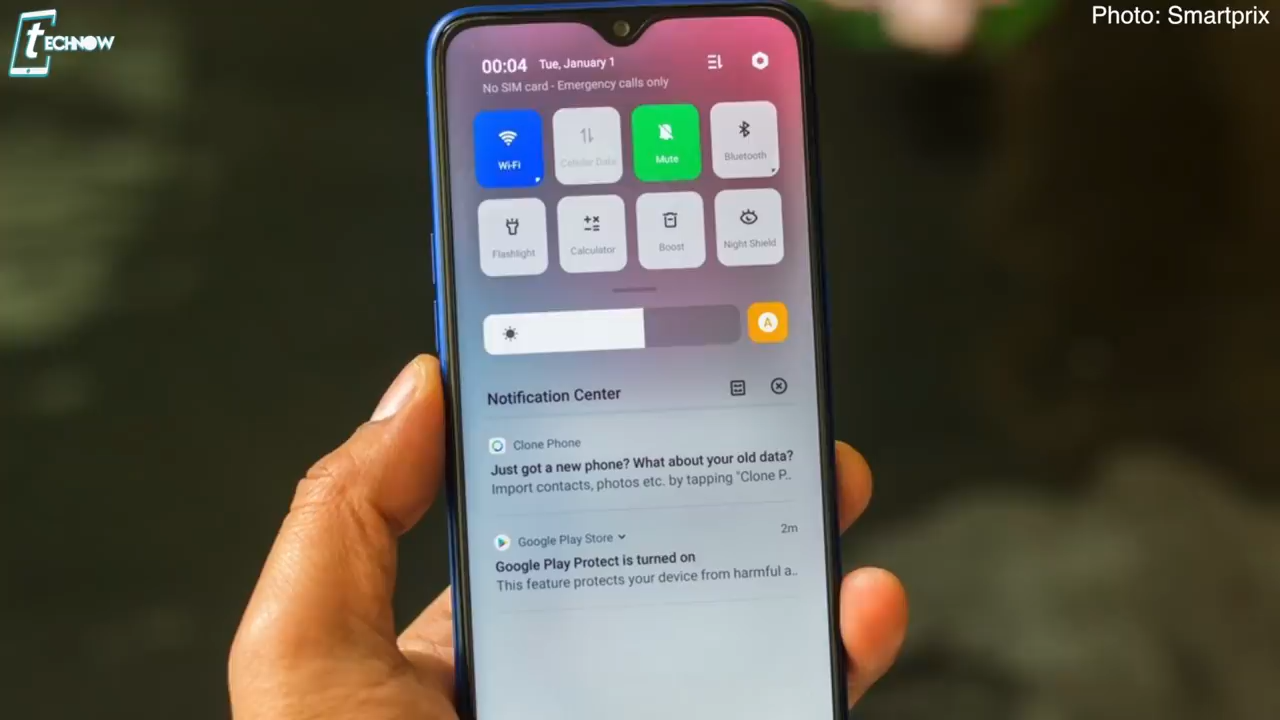 tECHNOW
Photo: Smartprix
00:04 Tue, January 1
No SIM card - Emergency calls only
Wi-Fi
Cellular Data
Mute
Bluetooth
Flashlight
Calculator
Boost
Night Shield
A
Notification Center
Clone Phone
Just got a new phone? What about your old data?
Import contacts, photos etc. by tapping "Clone P..
Google Play Store
2m
Google Play Protect is turned on
This feature protects your device from harmful a..